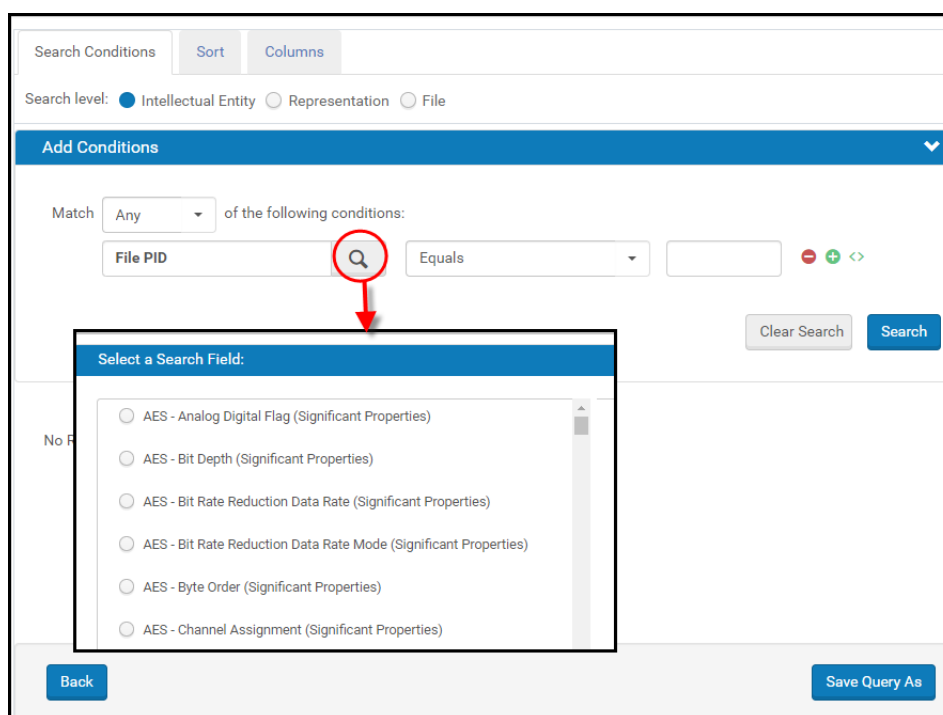 Search Conditions Sort Columns
Search level: Intellectual Entity Representation File
Add Conditions
Match Any of the following conditions:
File PID Equals
Clear Search Search
Select a Search Field:
AES - Analog Digital Flag (Significant Properties)
No R
AES - Bit Depth (Significant Properties)
AES - Bit Rate Reduction Data Rate (Significant Properties)
AES - Bit Rate Reduction Data Rate Mode (Significant Properties)
AES - Byte Order (Significant Properties)
AES - Channel Assignment (Significant Properties)
Back Save Query As